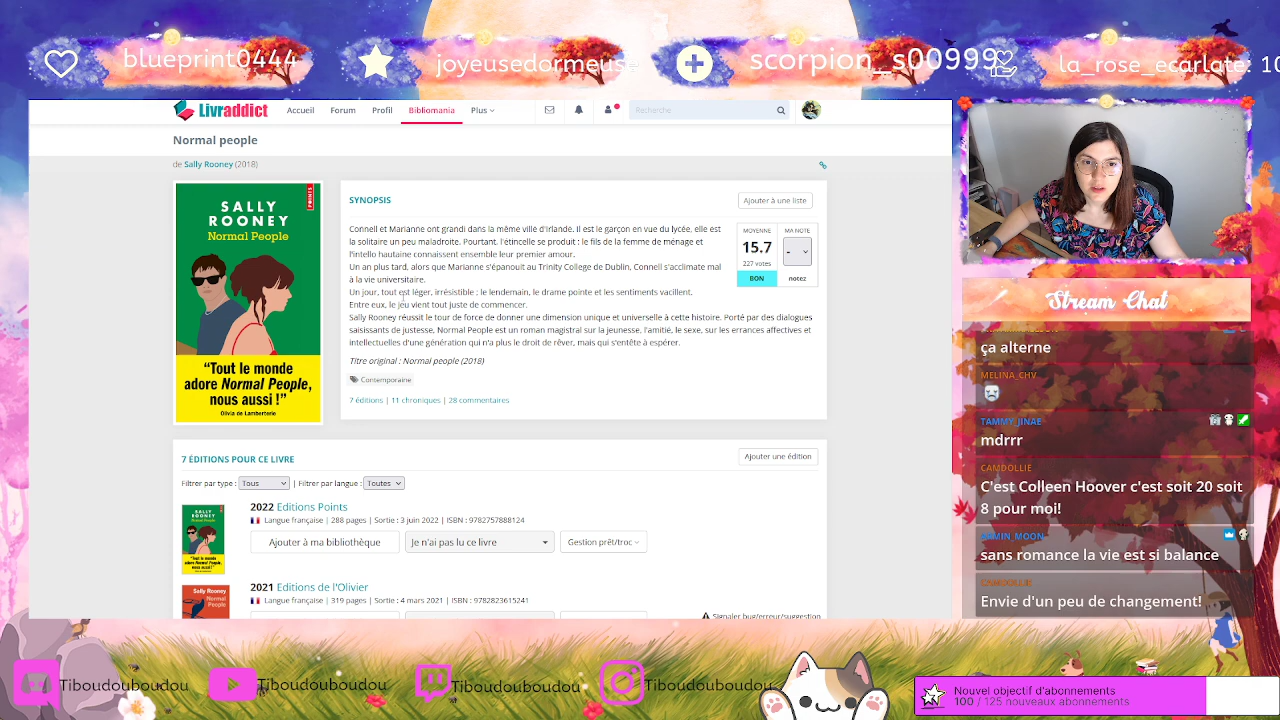 blueprint0444
joyeusedormeuse
scorpion_s00999
la_rose_ecarlate: 10
Livraddict
Accueil
Forum
Profil
Bibliomania
Plus
Recherche
Normal people
de Sally Rooney (2018)
SALLY
ROONEY
Normal People
POINTS
“Tout le monde
adore Normal People,
nous aussi !”
Olivia de Lamberterie
SYNOPSIS
Ajouter à une liste
Connell et Marianne ont grandi dans la même ville d'Irlande. Il est le garçon en vue du lycée, elle est
la solitaire un peu maladroite. Pourtant, l'étincelle se produit : le fils de la femme de ménage et
l'intello hautaine connaissent ensemble leur premier amour.
Un an plus tard, alors que Marianne s'épanouit au Trinity College de Dublin, Connell s'acclimate mal
à la vie universitaire.
Un jour, tout est léger, irrésistible ; le lendemain, le drame pointe et les sentiments vacillent.
Entre eux, le jeu vient tout juste de commencer.
Sally Rooney réussit le tour de force de donner une dimension unique et universelle à cette histoire. Porté par des dialogues
saisissants de justesse, Normal People est un roman magistral sur la jeunesse, l'amitié, le sexe, sur les errances affectives et
intellectuelles d'une génération qui n'a plus le droit de rêver, mais qui s'entête à espérer.
Titre original : Normal people (2018)
Contemporaine
7 éditions | 11 chroniques | 28 commentaires
MOYENNE
15.7
227 votes
BON
MA NOTE
-
notez
7 ÉDITIONS POUR CE LIVRE
Ajouter une édition
Filtrer par type : Tous | Filtrer par langue : Toutes
SALLY
ROONEY
2022 Editions Points
Langue française | 288 pages | Sortie : 3 juin 2022 | ISBN : 9782757888124
Ajouter à ma bibliothèque
Je n'ai pas lu ce livre
Gestion prêt/troc
Sally Rooney
Normal
People
2021 Editions de l'Olivier
Langue française | 319 pages | Sortie : 4 mars 2021 | ISBN : 9782823615241
Signaler bug/erreur/suggestion
Stream Chat
ça alterne
MELINA_CHV
TAMMY_JINAE
mdrrr
CAMDOLLIE
C'est Colleen Hoover c'est soit 20 soit
8 pour moi!
MIN_MOON
sans romance la vie est si balance
CAMDOLLIE
Envie d'un peu de changement!
Tiboudouboudou
Tiboudouboudou
Tiboudouboudou
Tiboudouboudou
Nouvel objectif d'abonnements
100 / 125 nouveaux abonnements